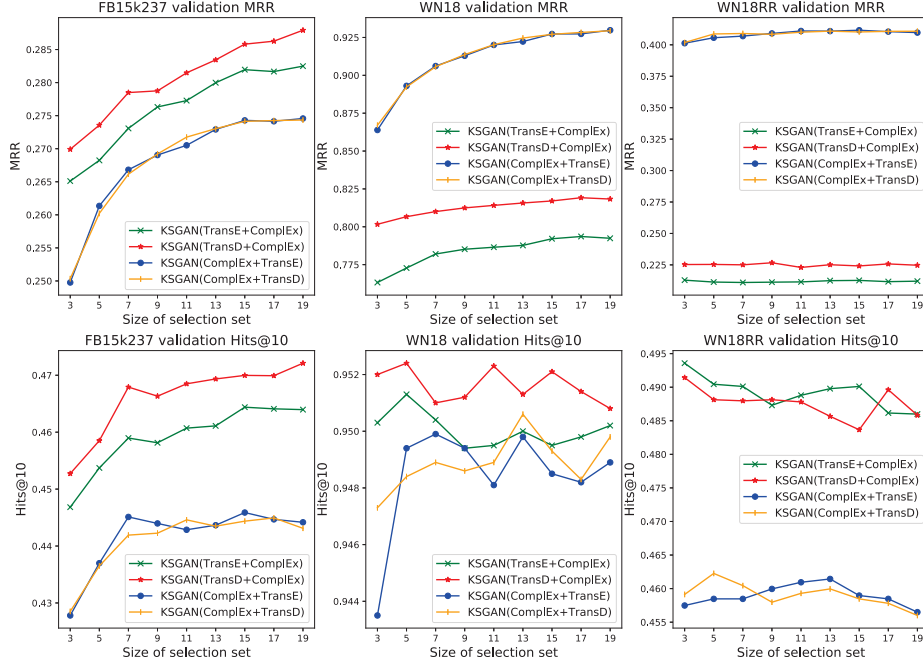 FB15k237 validation MRR
0.285
0.280
0.275
0.270
0.265
0.260
0.255
0.250
MRR
KSGAN(TransE+ComplEx)
KSGAN(TransD+ComplEx)
KSGAN(ComplEx+TransE)
KSGAN(ComplEx+TransD)
3 5 7 9 11 13 15 17 19
Size of selection set
WN18 validation MRR
0.925
0.900
0.875
0.850
0.825
0.800
0.775
MRR
KSGAN(TransE+ComplEx)
KSGAN(TransD+ComplEx)
KSGAN(ComplEx+TransE)
KSGAN(ComplEx+TransD)
3 5 7 9 11 13 15 17 19
Size of selection set
WN18RR validation MRR
0.400
0.375
0.350
0.325
0.300
0.275
0.250
0.225
MRR
KSGAN(TransE+ComplEx)
KSGAN(TransD+ComplEx)
KSGAN(ComplEx+TransE)
KSGAN(ComplEx+TransD)
3 5 7 9 11 13 15 17 19
Size of selection set
FB15k237 validation Hits@10
0.47
0.46
0.45
0.44
0.43
Hits@10
KSGAN(TransE+ComplEx)
KSGAN(TransD+ComplEx)
KSGAN(ComplEx+TransE)
KSGAN(ComplEx+TransD)
3 5 7 9 11 13 15 17 19
Size of selection set
WN18 validation Hits@10
0.952
0.950
0.948
0.946
0.944
Hits@10
KSGAN(TransE+ComplEx)
KSGAN(TransD+ComplEx)
KSGAN(ComplEx+TransE)
KSGAN(ComplEx+TransD)
3 5 7 9 11 13 15 17 19
Size of selection set
WN18RR validation Hits@10
0.495
0.490
0.485
0.480
0.475
0.470
0.465
0.460
0.455
Hits@10
KSGAN(TransE+ComplEx)
KSGAN(TransD+ComplEx)
KSGAN(ComplEx+TransE)
KSGAN(ComplEx+TransD)
3 5 7 9 11 13 15 17 19
Size of selection set